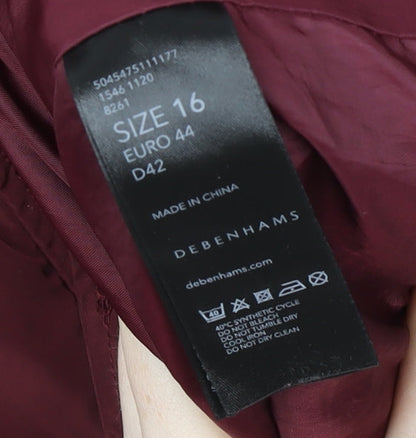 5045475111177
1546 1120
8261
SIZE 16
EURO 44
D42
MADE IN CHINA
DEBENHAMS
debenhams.com
40
40°C SYNTHETIC CYCLE
DO NOT BLEACH
DO NOT TUMBLE DRY
COOL IRON
DO NOT DRY CLEAN